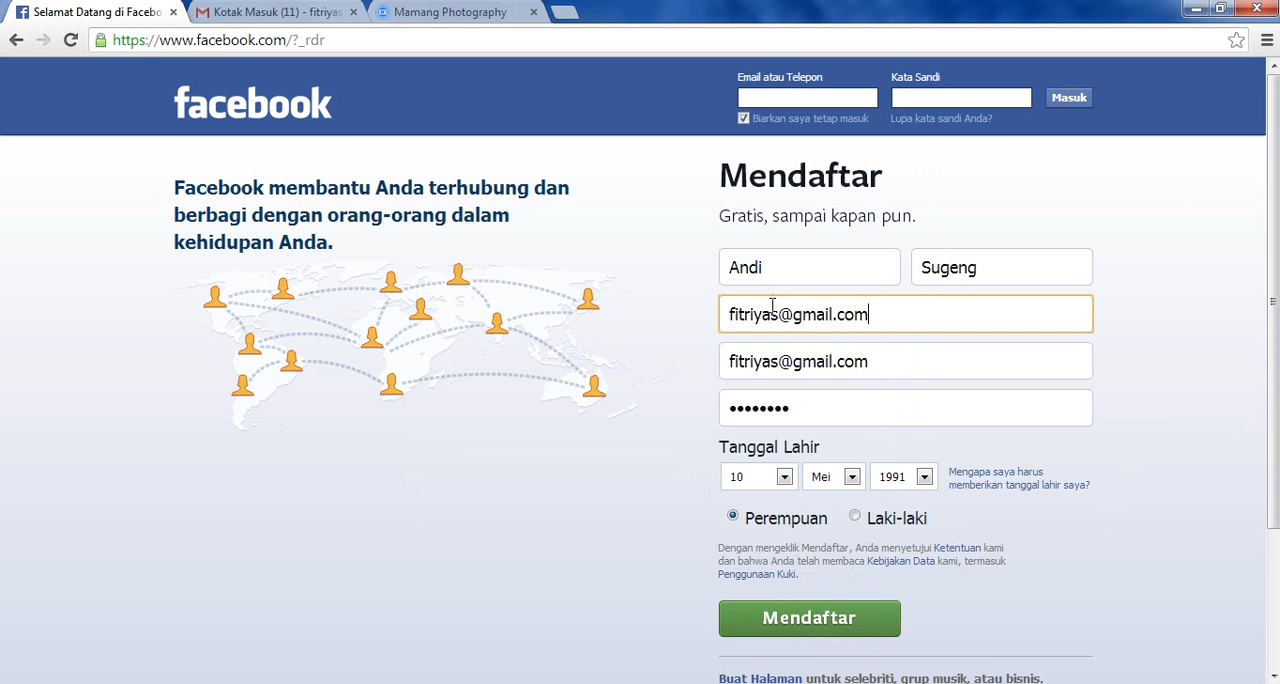 Selamat Datang di Facebo
Kotak Masuk (11) - fitriyas
Mamang Photography
https://www.facebook.com/?_rdr
facebook
Email atau Telepon
Kata Sandi
Masuk
Biarkan saya tetap masuk
Lupa kata sandi Anda?
Facebook membantu Anda terhubung dan
berbagi dengan orang-orang dalam
kehidupan Anda.
Mendaftar
Gratis, sampai kapan pun.
Andi
Sugeng
fitriyas@gmail.com
fitriyas@gmail.com
••••••••
Tanggal Lahir
10
Mei
1991
Mengapa saya harus
memberikan tanggal lahir saya?
Perempuan
Laki-laki
Dengan mengeklik Mendaftar, Anda menyetujui Ketentuan kami
dan bahwa Anda telah membaca Kebijakan Data kami, termasuk
Penggunaan Kuki.
Mendaftar
Buat Halaman untuk selebriti, grup musik, atau bisnis.